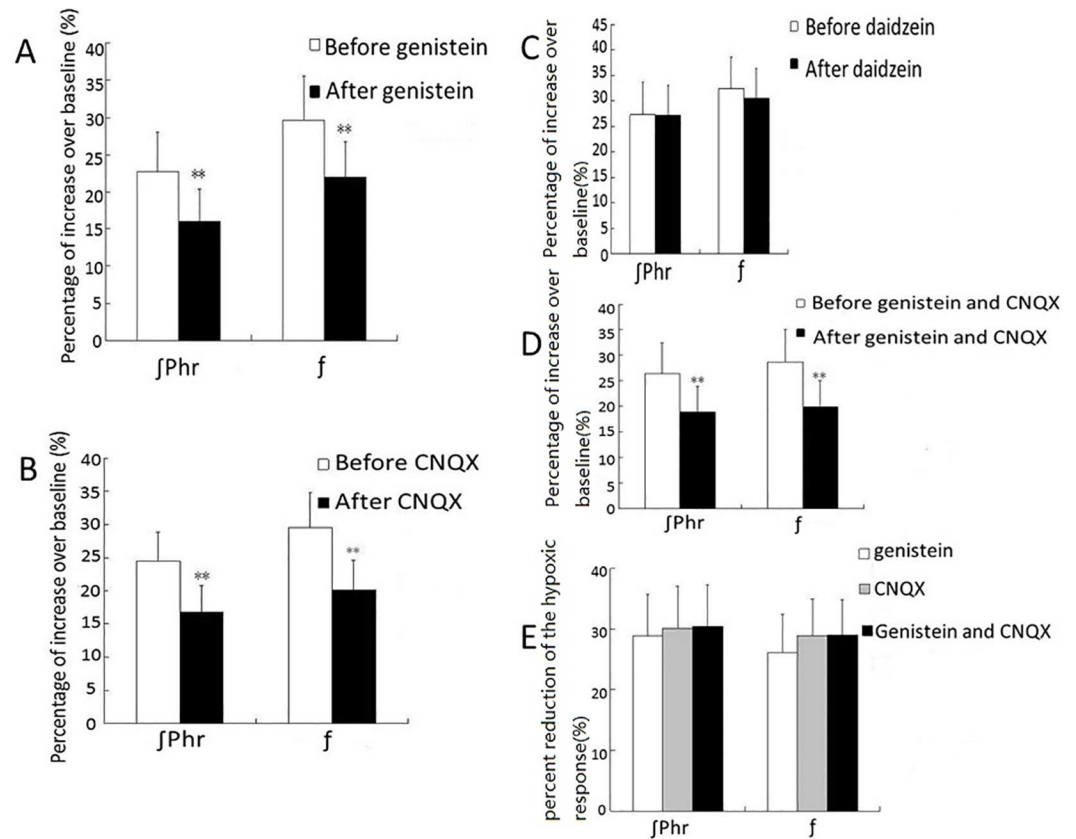 A
Percentage of increase over baseline (%)
40
35
30
25
20
15
10
5
0
□ Before genistein
■ After genistein
**
**
∫Phr
ƒ
B
Percentage of increase over baseline (%)
40
35
30
25
20
15
10
5
0
Before CNQX
After CNQX
**
**
∫Phr
ƒ
C
Percentage of increase over
baseline(%)
45
40
35
30
25
20
15
10
5
0
Before daidzein
After daidzein
∫Phr
ƒ
D
Percentage of increase over
baseline(%)
40
35
30
25
20
15
10
5
0
Before genistein and CNQX
After genistein and CNQX
**
**
∫Phr
ƒ
E
percent reduction of the hypoxic
response(%)
40
30
20
10
0
genistein
CNQX
Genistein and CNQX
∫Phr
ƒ